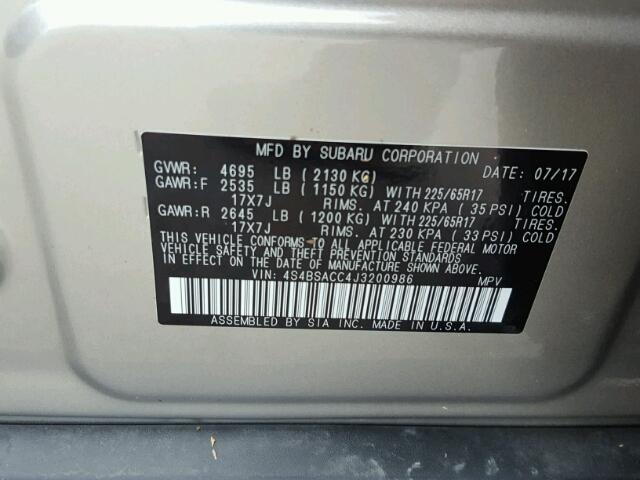 MFD BY SUBARU CORPORATION
GVWR: 4695 LB (2130 KG) DATE: 07/17
GAWR:F 2535 LB (1150 KG) WITH 225/65R17 TIRES.
17X7J RIMS. AT 240 KPA (35 PSI) COLD
GAWR:R 2645 LB (1200 KG) WITH 225/65R17 TIRES.
17X7J RIMS. AT 230 KPA (33 PSI) COLD
THIS VEHICLE CONFORMS TO ALL APPLICABLE FEDERAL MOTOR
VEHICLE SAFETY AND THEFT PREVENTION STANDARDS
IN EFFECT ON THE DATE OF MANUFACTURE SHOWN ABOVE.
VIN: 4S4BSACC4J3200986 MPV
ASSEMBLED BY SIA INC. MADE IN U.S.A.